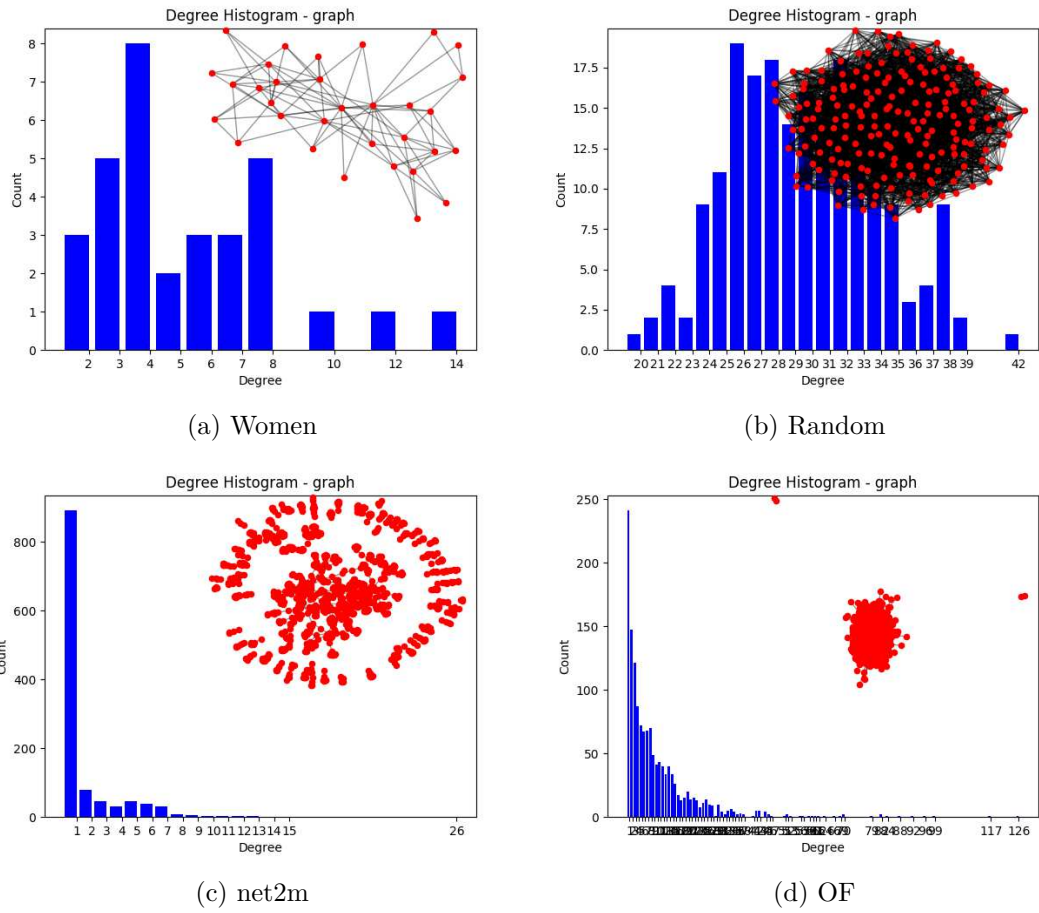 Degree Histogram - graph
8
7
6
5
4
3
2
1
0
Count
2 3 4 5 6 7 8 10 12 14
Degree
(a) Women
Degree Histogram - graph
17.5
15.0
12.5
10.0
7.5
5.0
2.5
0.0
Count
20 21 22 23 24 25 26 27 28 29 30 31 32 33 34 35 36 37 38 39 42
Degree
(b) Random
Degree Histogram - graph
800
600
400
200
0
Count
1 2 3 4 5 6 7 8 9 10 11 12 13 14 15 26
Degree
(c) net2m
Degree Histogram - graph
250
200
150
100
50
0
Count
117 126
Degree
(d) OF